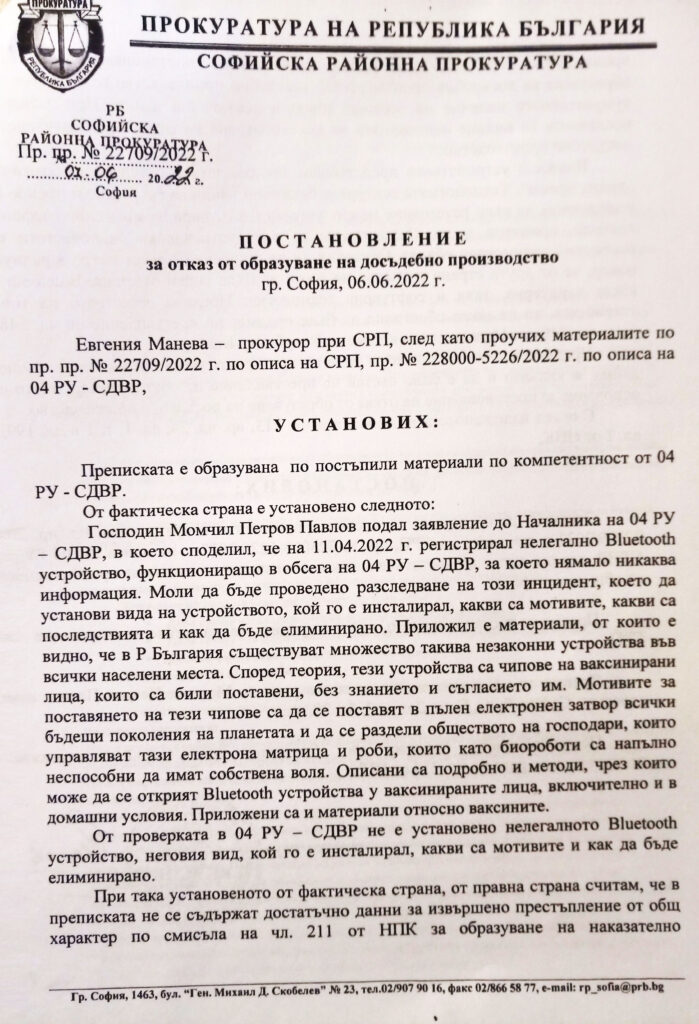 ПРОКУРАТУРА
РЕПУБЛИКА БЪЛГАРИЯ
ПРОКУРАТУРА НА РЕПУБЛИКА БЪЛГАРИЯ
СОФИЙСКА РАЙОННА ПРОКУРАТУРА
РБ
СОФИЙСКА
РАЙОННА ПРОКУРАТУРА
Пр. пр. № 22709/2022 г.
07.06 2022 г.
София
ПОСТАНОВЛЕНИЕ
за отказ от образуване на досъдебно производство
гр. София, 06.06.2022 г.
Евгения Манева – прокурор при СРП, след като проучих материалите по
пр. пр. № 22709/2022 г. по описа на СРП, пр. № 228000-5226/2022 г. по описа на
04 РУ - СДВР,
УСТАНОВИХ:
Преписката е образувана по постъпили материали по компетентност от 04
РУ - СДВР.
От фактическа страна е установено следното:
Господин Момчил Петров Павлов подал заявление до Началника на 04 РУ
– СДВР, в което споделил, че на 11.04.2022 г. регистрирал нелегално Bluetooth
устройство, функциониращо в обсега на 04 РУ – СДВР, за което нямало никаква
информация. Моли да бъде проведено разследване на този инцидент, което да
установи вида на устройството, кой го е инсталирал, какви са мотивите, какви са
последствията и как да бъде елиминирано. Приложил е материали, от които е
видно, че в Р България съществуват множество такива незаконни устройства във
всички населени места. Според теория, тези устройства са чипове на ваксинирани
лица, които са били поставени, без знанието и съгласието им. Мотивите за
поставянето на тези чипове са да се поставят в пълен електронен затвор всички
бъдещи поколения на планетата и да се раздели обществото на господари, които
управляват тази електрона матрица и роби, които като биороботи са напълно
неспособни да имат собствена воля. Описани са подробно и методи, чрез които
може да се открият Bluetooth устройства у ваксинираните лица, включително и в
домашни условия. Приложени са и материали относно ваксините.
От проверката в 04 РУ – СДВР не е установено нелегалното Bluetooth
устройство, неговия вид, кой го е инсталирал, какви са мотивите и как да бъде
елиминирано.
При така установеното от фактическа страна, от правна страна считам, че в
преписката не се съдържат достатъчно данни за извършено престъпление от общ
характер по смисъла на чл. 211 от НПК за образуване на наказателно
Гр. София, 1463, бул. "Ген. Михаил Д. Скобелев" № 23, тел.02/907 90 16, факс 02/866 58 77, e-mail: rp_sofia@prb.bg